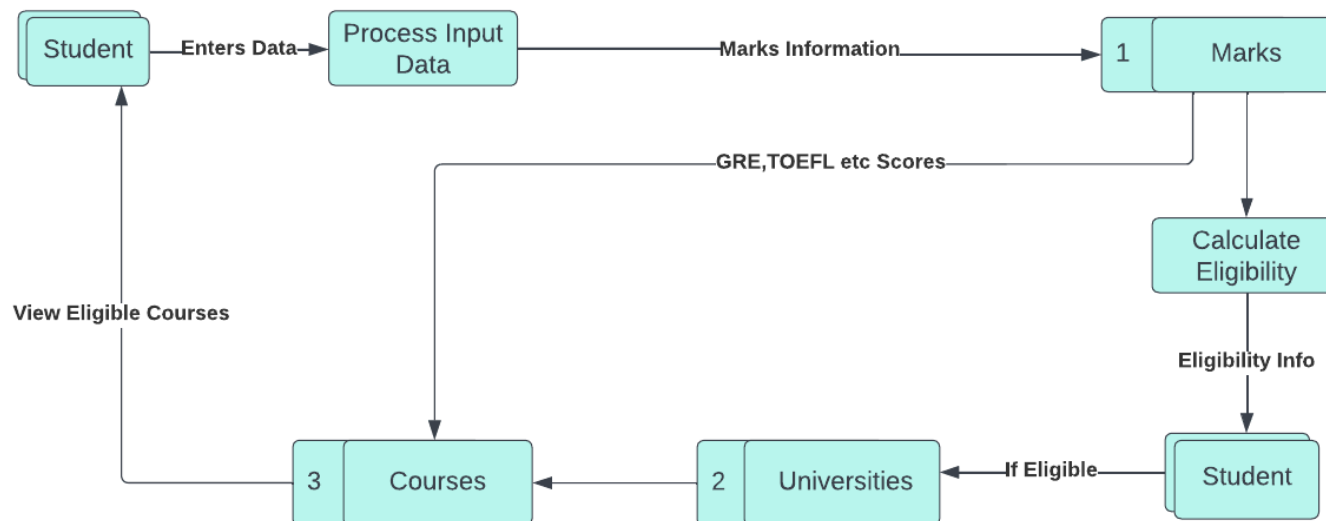 Student
Enters Data
Process Input
Data
Marks Information
1
Marks
GRE,TOEFL etc Scores
Calculate
Eligibility
View Eligible Courses
Eligibility Info
3
Courses
2
Universities
If Eligible
Student